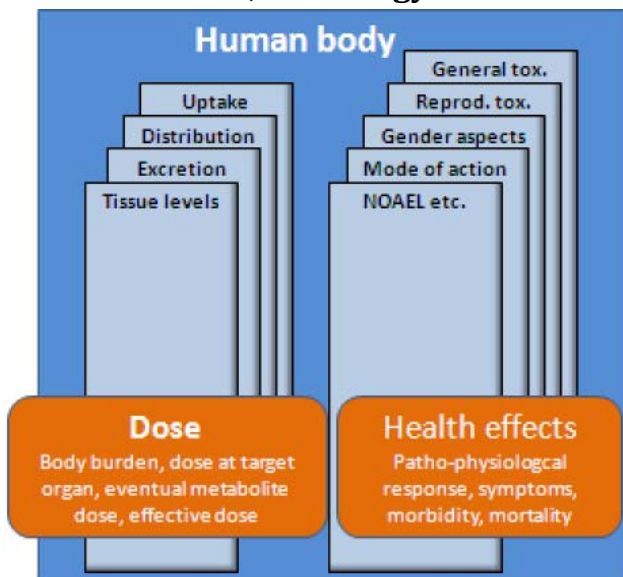 Human body
General tox.
Uptake
Reprod. tox.
Distribution
Gender aspects
Excretion
Mode of action
Tissue levels
NOAEL etc.
Dose
Body burden, dose at target
organ, eventual metabolite
dose, effective dose
Health effects
Patho-physiologcal
response, symptoms,
morbidity, mortality